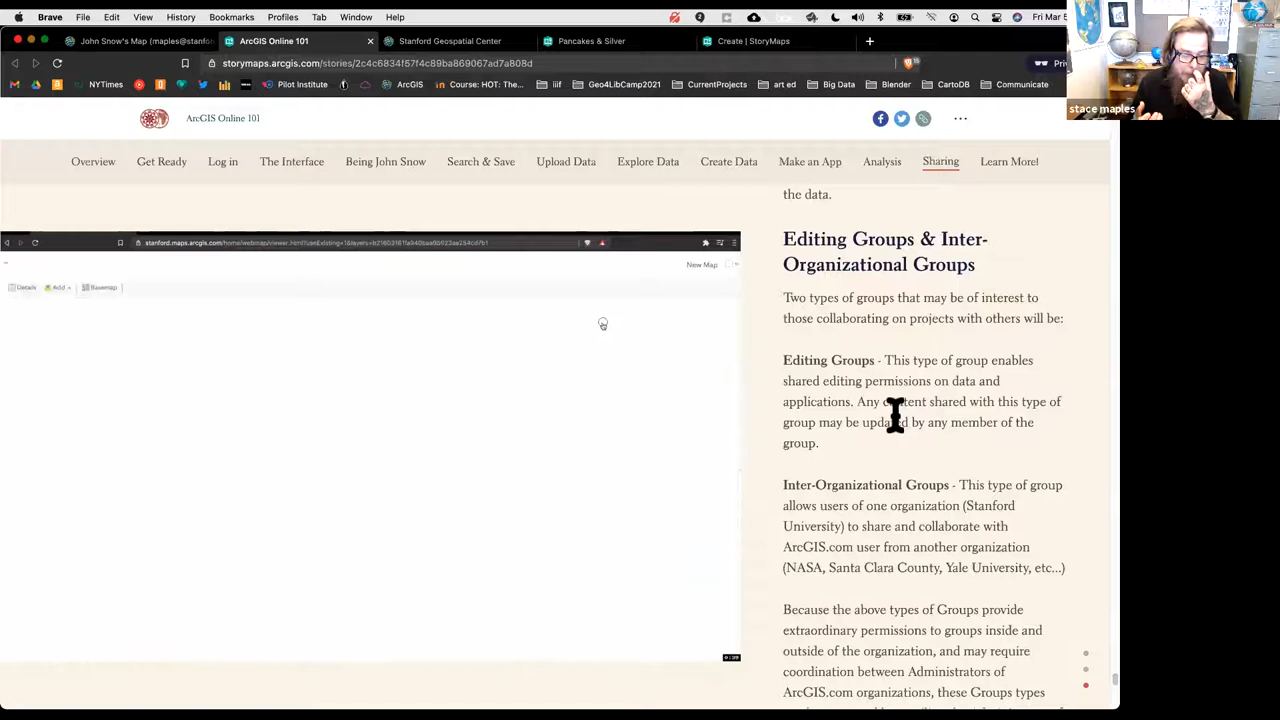 Brave File Edit View History Bookmarks Profiles Tab Window Help Fri Mar 5
stace maples
John Snow's Map (maples@stanfo ArcGIS Online 101 Stanford Geospatial Center Pancakes & Silver Create | StoryMaps
storymaps.arcgis.com/stories/2c4c6834f57f4c89ba869067ad7a808d 15 Pri
NYTimes Pilot Institute ArcGIS Course: HOT: The... liif Geo4LibCamp2021 CurrentProjects art ed Big Data Blender CartoDB Communicate
ArcGIS Online 101
Overview Get Ready Log in The Interface Being John Snow Search & Save Upload Data Explore Data Create Data Make an App Analysis Sharing Learn More!
New Map
Details Add Basemap
0:39
the data.
Editing Groups & Inter-
Organizational Groups
Two types of groups that may be of interest to
those collaborating on projects with others will be:
Editing Groups - This type of group enables
shared editing permissions on data and
applications. Any content shared with this type of
group may be updated by any member of the
group.
Inter-Organizational Groups - This type of group
allows users of one organization (Stanford
University) to share and collaborate with
ArcGIS.com user from another organization
(NASA, Santa Clara County, Yale University, etc...)
Because the above types of Groups provide
extraordinary permissions to groups inside and
outside of the organization, and may require
coordination between Administrators of
ArcGIS.com organizations, these Groups types